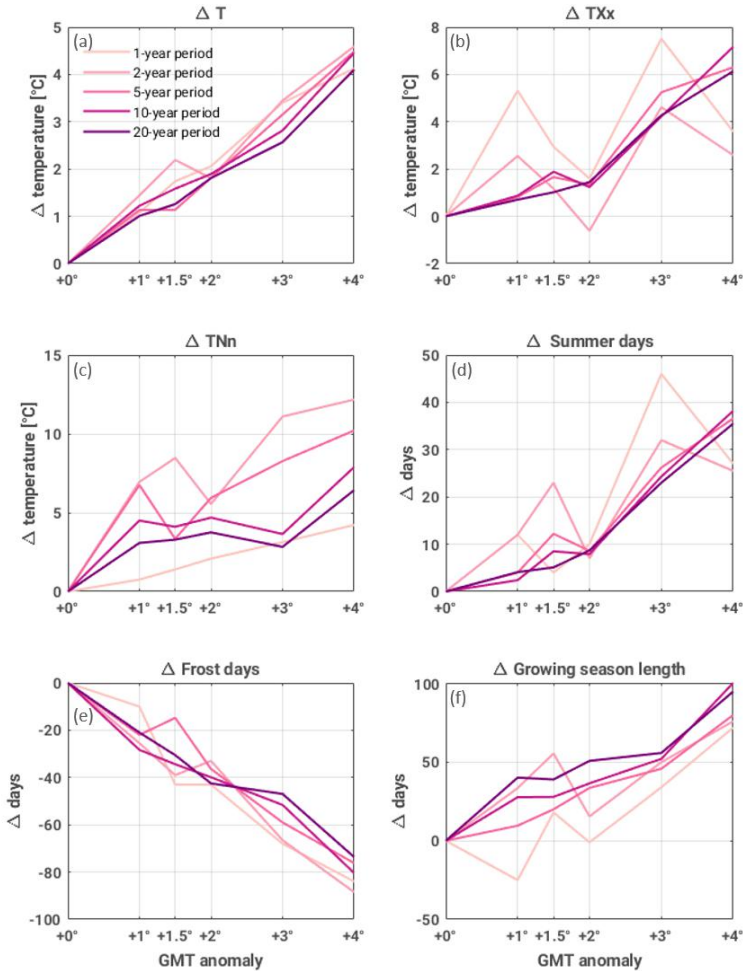 Δ T
(a)
1-year period
2-year period
5-year period
10-year period
20-year period
Δ temperature [°C]
5
4
3
2
1
0
+0° +1° +1.5° +2° +3° +4°
Δ TXx
(b)
Δ temperature [°C]
8
6
4
2
0
-2
+0° +1° +1.5° +2° +3° +4°
Δ TNn
(c)
Δ temperature [°C]
15
10
5
0
+0° +1° +1.5° +2° +3° +4°
Δ Summer days
(d)
Δ days
50
40
30
20
10
0
+0° +1° +1.5° +2° +3° +4°
Δ Frost days
(e)
Δ days
0
-20
-40
-60
-80
-100
+0° +1° +1.5° +2° +3° +4°
GMT anomaly
Δ Growing season length
(f)
Δ days
100
50
0
-50
+0° +1° +1.5° +2° +3° +4°
GMT anomaly